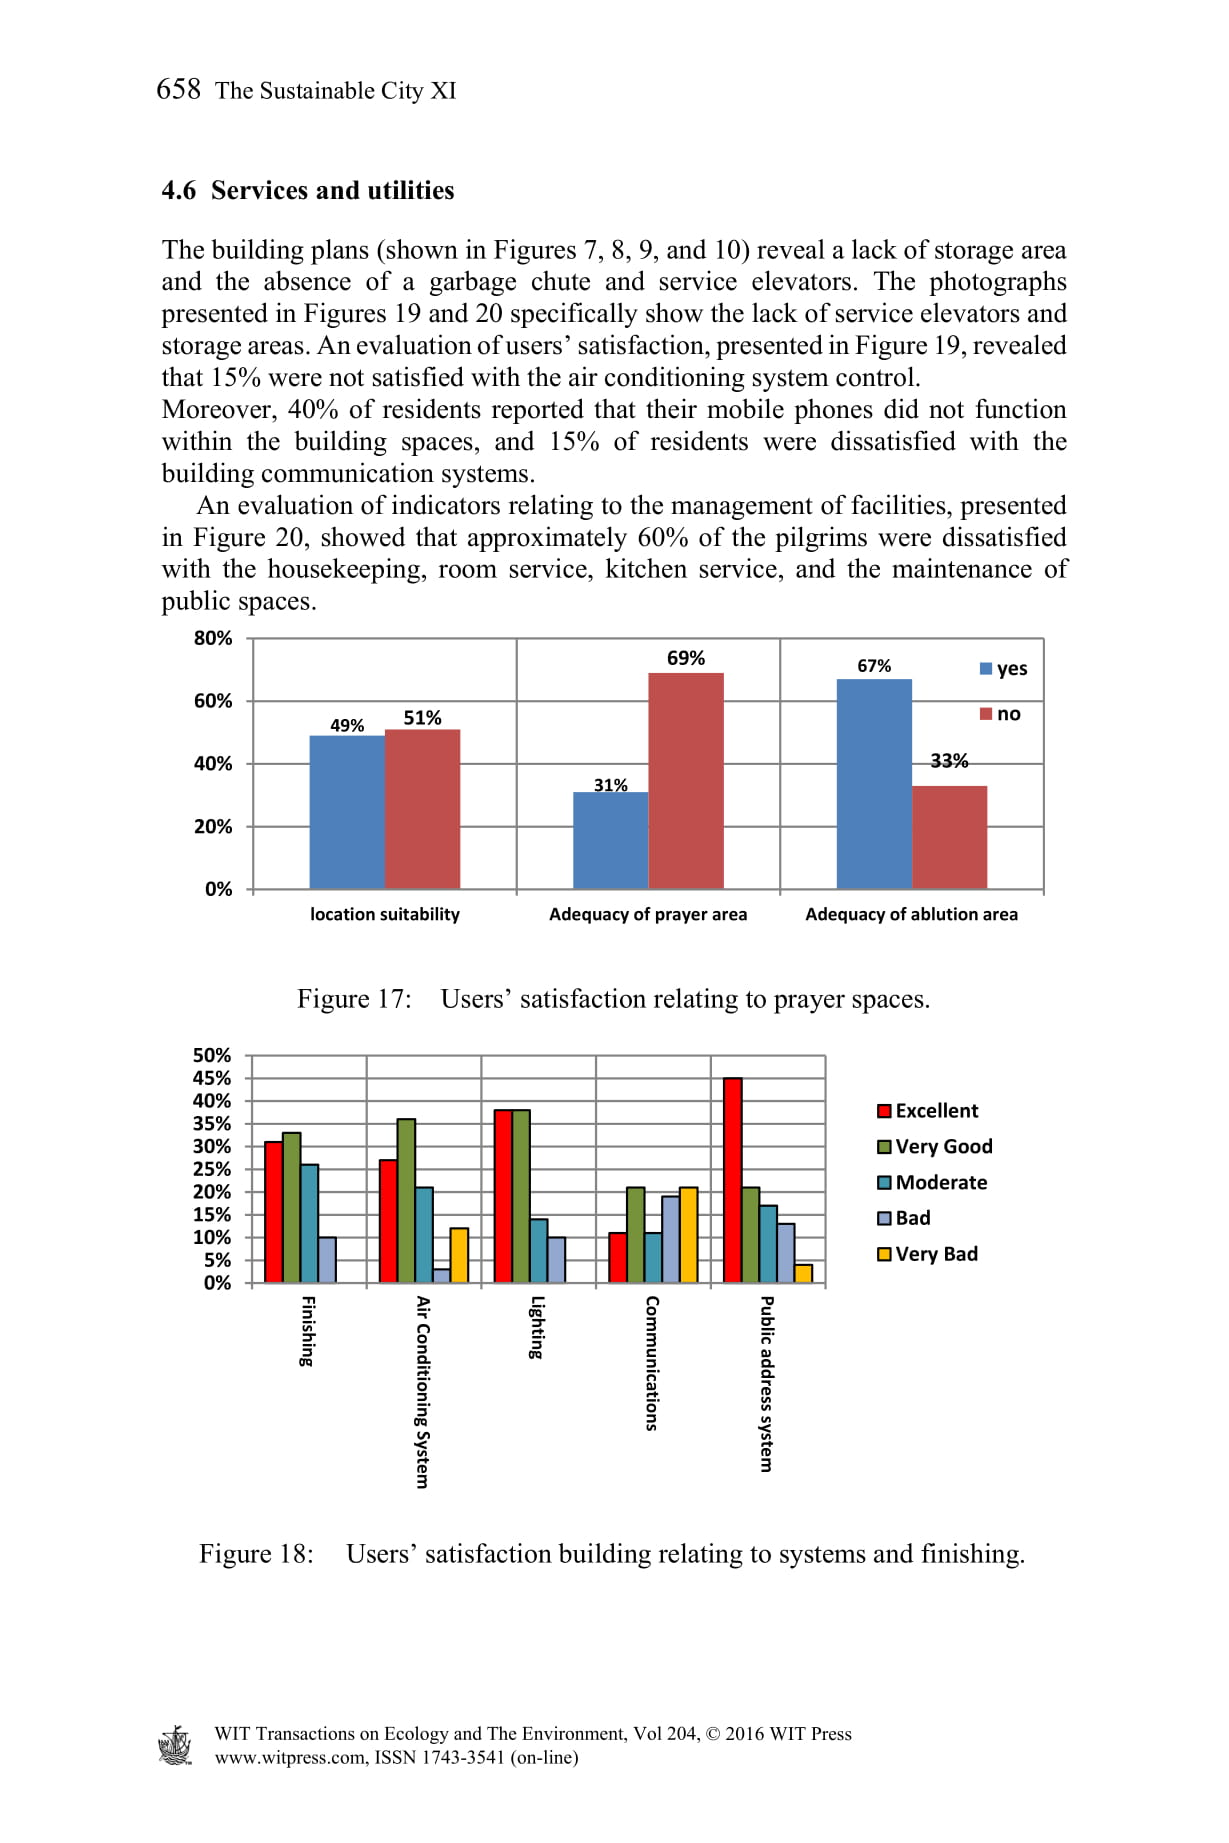 658 The Sustainable City XI
4.6 Services and utilities
The building plans (shown in Figures 7, 8, 9, and 10) reveal a lack of storage area
and the absence of a garbage chute and service elevators. The photographs
presented in Figures 19 and 20 specifically show the lack of service elevators and
storage areas. An evaluation of users’ satisfaction, presented in Figure 19, revealed
that 15% were not satisfied with the air conditioning system control.
Moreover, 40% of residents reported that their mobile phones did not function
within the building spaces, and 15% of residents were dissatisfied with the
building communication systems.
An evaluation of indicators relating to the management of facilities, presented
in Figure 20, showed that approximately 60% of the pilgrims were dissatisfied
with the housekeeping, room service, kitchen service, and the maintenance of
public spaces.
80%
60%
40%
20%
0%
49%
51%
31%
69%
67%
33%
yes
no
location suitability
Adequacy of prayer area
Adequacy of ablution area
Figure 17: Users’ satisfaction relating to prayer spaces.
50%
45%
40%
35%
30%
25%
20%
15%
10%
5%
0%
Finishing
Air Conditioning System
Lighting
Communications
Public address system
Excellent
Very Good
Moderate
Bad
Very Bad
Figure 18: Users’ satisfaction building relating to systems and finishing.
WIT Transactions on Ecology and The Environment, Vol 204, © 2016 WIT Press
www.witpress.com, ISSN 1743-3541 (on-line)